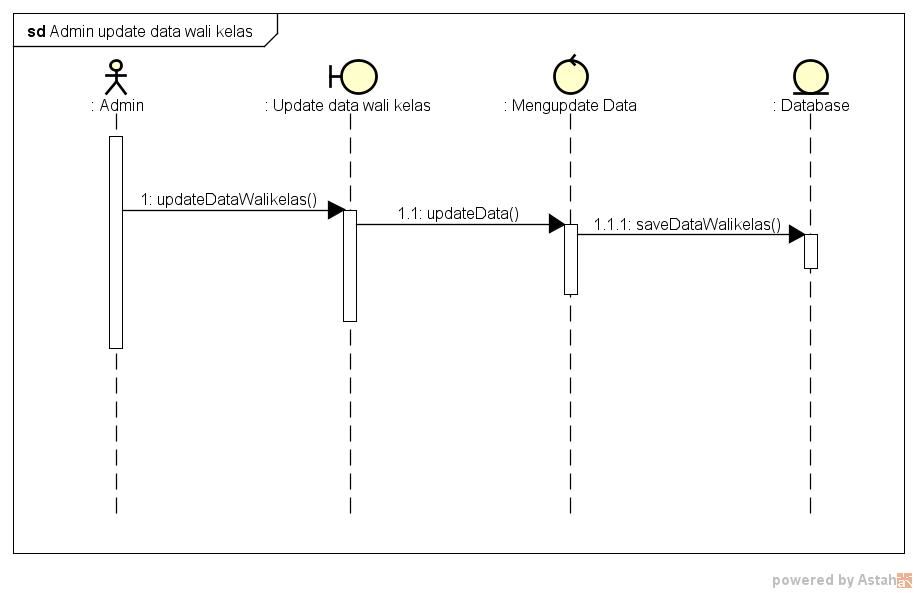 sd Admin update data wali kelas
: Admin
: Update data wali kelas
: Mengupdate Data
: Database
1: updateDataWalikelas()
1.1: updateData()
1.1.1: saveDataWalikelas()
powered by Astah